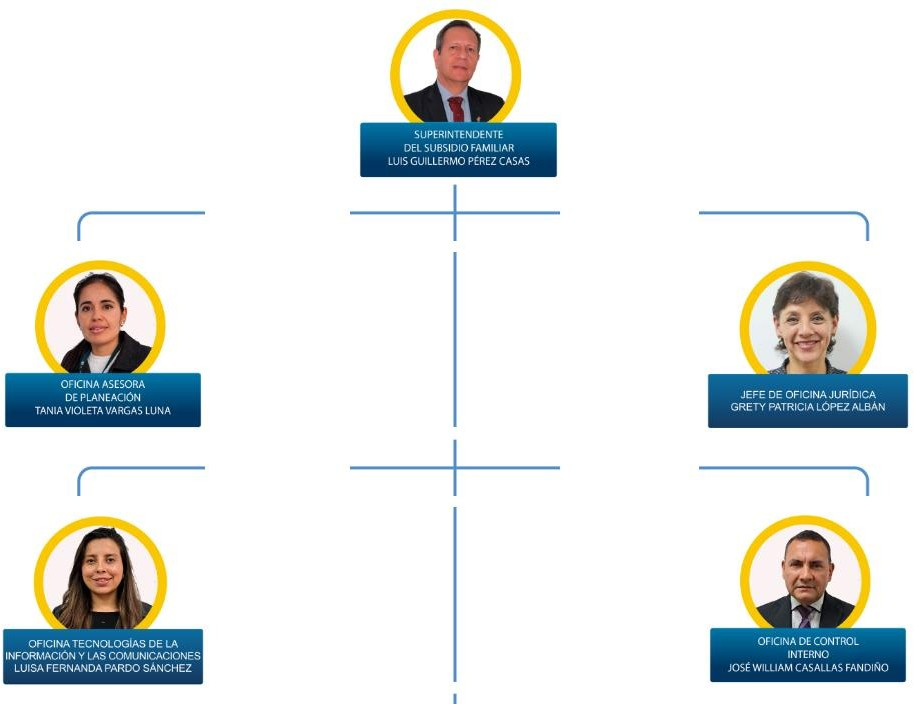 SUPERINTENDENTE
DEL SUBSIDIO FAMILIAR
LUIS GUILLERMO PÉREZ CASAS
OFICINA ASESORA
DE PLANEACIÓN
TANIA VIOLETA VARGAS LUNA
JEFE DE OFICINA JURÍDICA
GRETY PATRICIA LÓPEZ ALBÁN
OFICINA TECNOLOGÍAS DE LA
INFORMACIÓN Y LAS COMUNICACIONES
LUISA FERNANDA PARDO SÁNCHEZ
OFICINA DE CONTROL
INTERNO
JOSÉ WILLIAM CASALLAS FANDIÑO